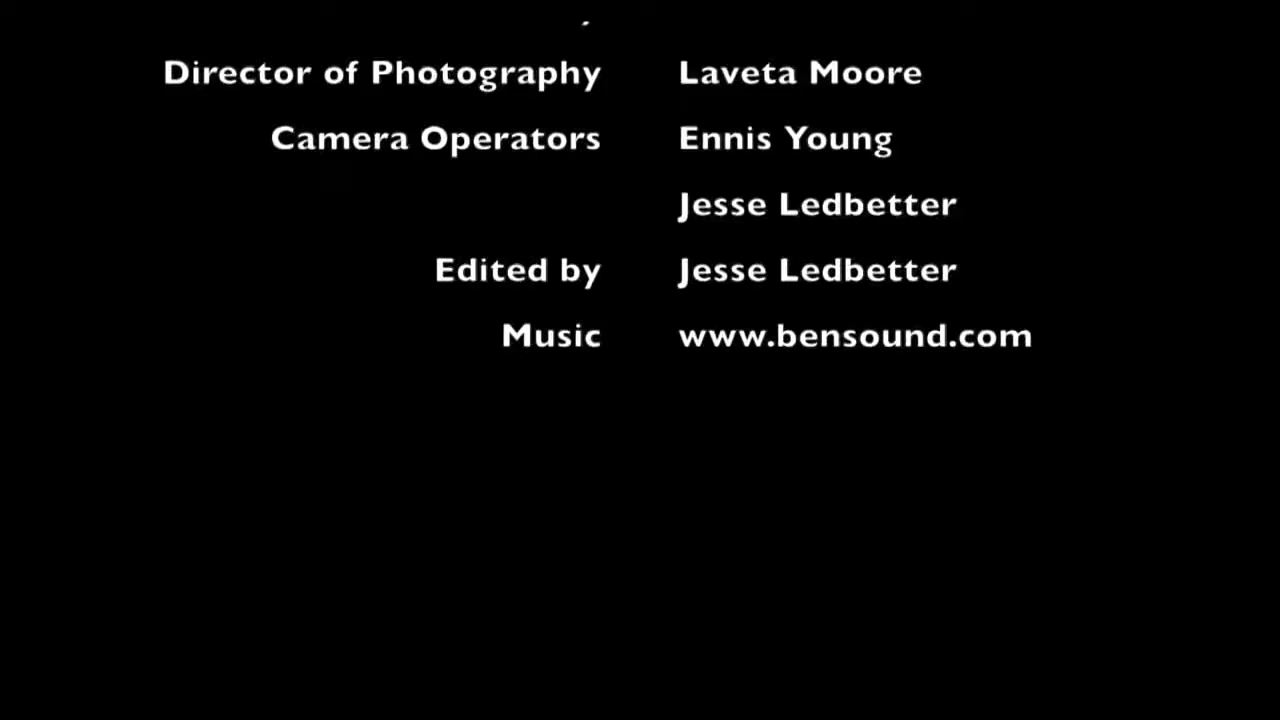 Director of Photography Laveta Moore
Camera Operators Ennis Young
Jesse Ledbetter
Edited by Jesse Ledbetter
Music www.bensound.com